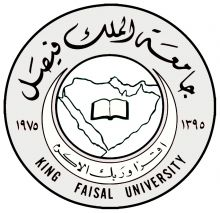 جامعة الملك فيصل
١٩٧٥ ١٣٩٥
اقرأ وربك الأكرم
KING FAISAL UNIVERSITY